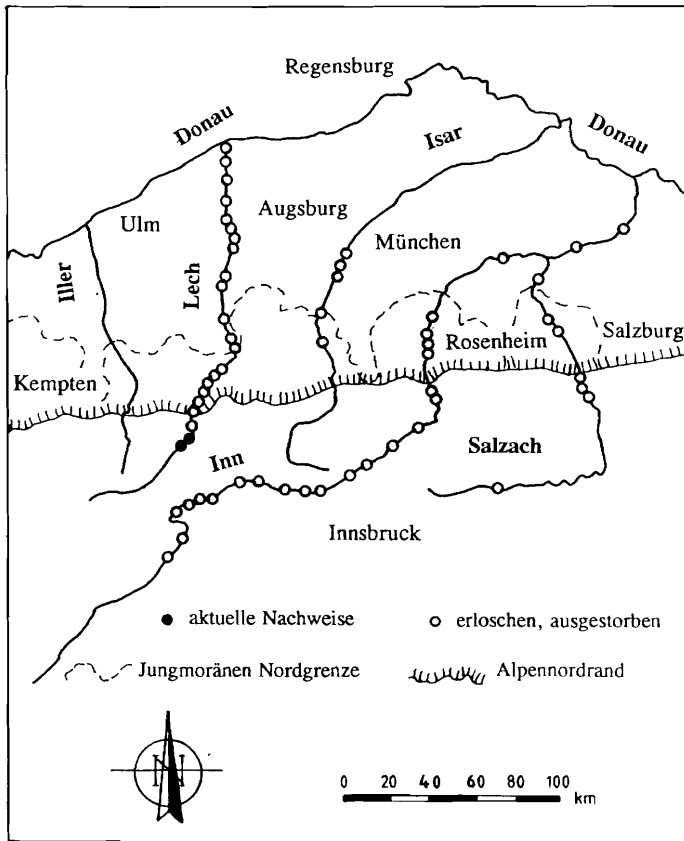 Regensburg
Donau
Isar
Donau
Ulm
Augsburg
München
Iller
Lech
Rosenheim
Salzburg
Kempten
Inn
Salzach
Innsbruck
aktuelle Nachweise
erloschen, ausgestorben
Jungmoränen Nordgrenze
Alpennordrand
N
0 20 40 60 80 100
km